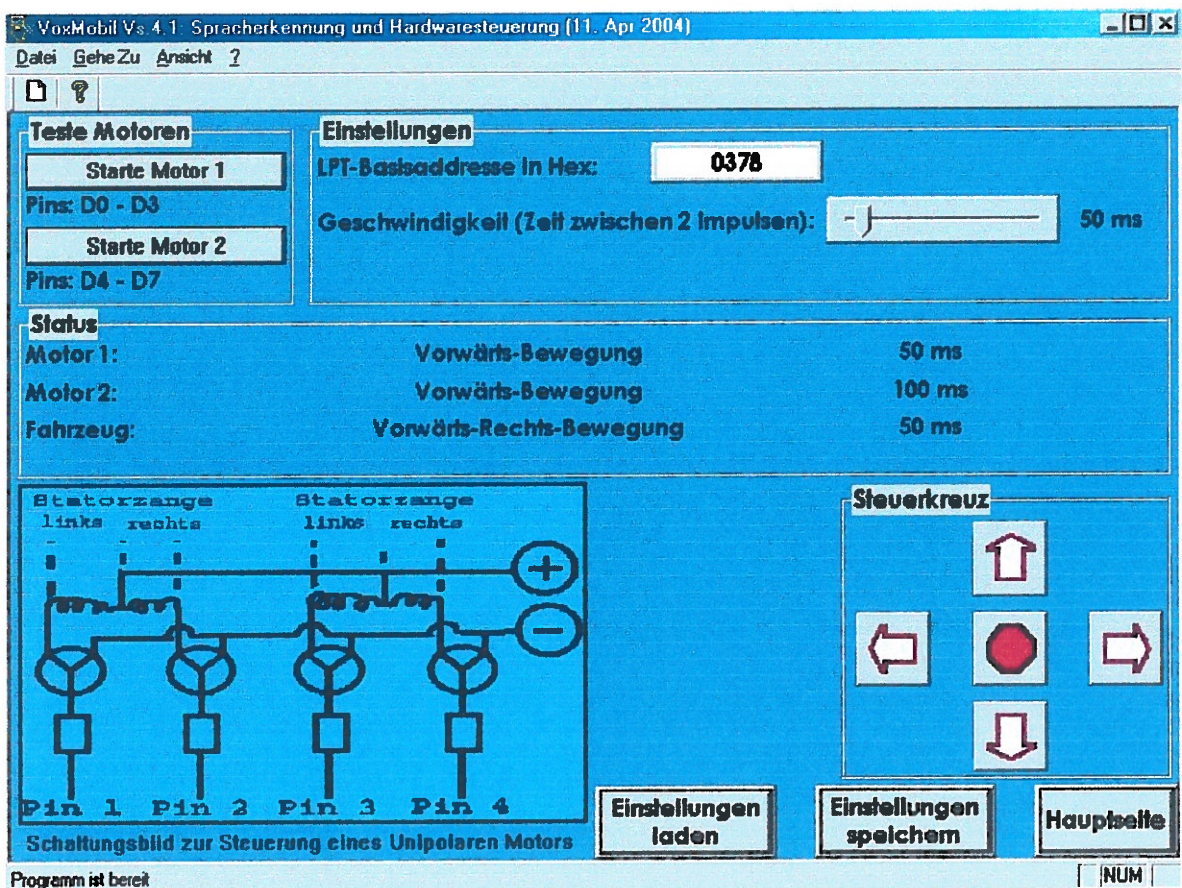 VoxMobil Vs.4.1: Spracherkennung und Hardwaresteuerung (11. Apr 2004)
Datei GeheZu Ansicht ?
Teste Motoren
Starte Motor 1
Pins: D0 - D3
Starte Motor 2
Pins: D4 - D7
Einstellungen
LPT-Basisaddresse in Hex: 0378
Geschwindigkeit (Zeit zwischen 2 Impulsen): 50 ms
Status
Motor 1: Vorwärts-Bewegung 50 ms
Motor 2: Vorwärts-Bewegung 100 ms
Fahrzeug: Vorwärts-Rechts-Bewegung 50 ms
Statorzange Statorzange
links rechts links rechts
+
-
Pin 1 Pin 2 Pin 3 Pin 4
Schaltungsbild zur Steuerung eines Unipolaren Motors
Steuerkreuz
Einstellungen
laden
Einstellungen
speichern
Hauptseite
Programm ist bereit
NUM